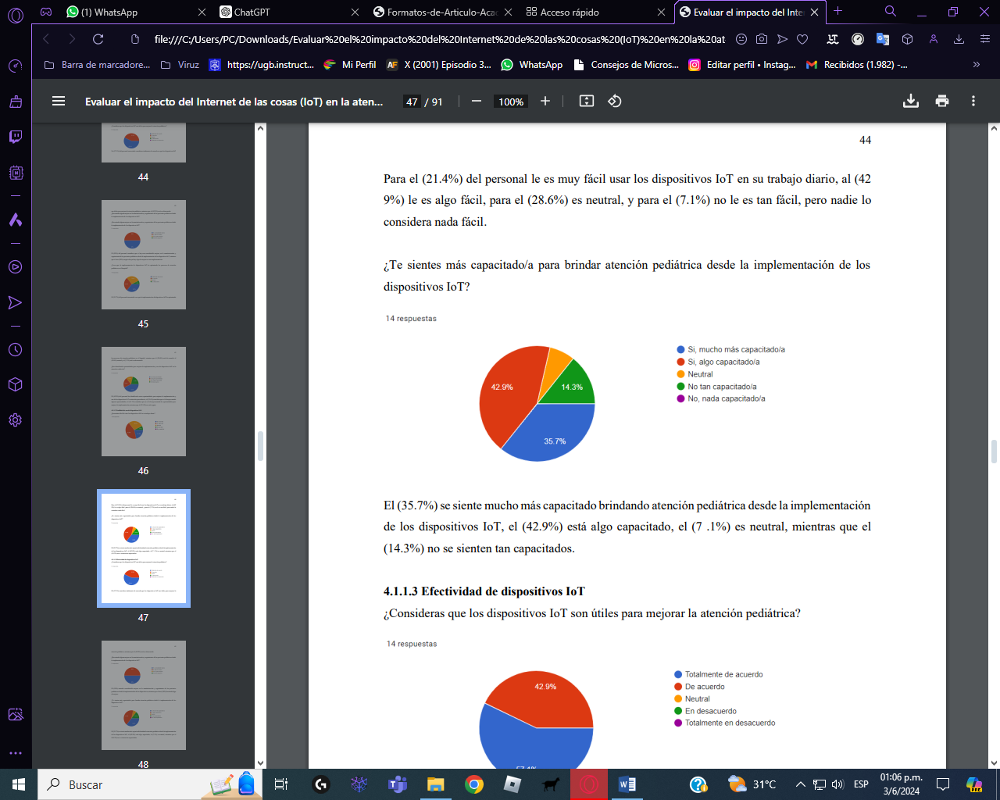 (1) WhatsApp
ChatGPT
Formatos-de-Articulo-Aca
Acceso rápido
Evaluar el impacto del Inter
file:///C:/Users/PC/Downloads/Evaluar%20el%20impacto%20del%20Internet%20de%20las%20cosas%20(IoT)%20en%20la%20at
Barra de marcadore...
Viruz
https://ugb.instruct...
Mi Perfil
X (2001) Episodio 3...
WhatsApp
Consejos de Micros...
Editar perfil • Instag...
Recibidos (1.982) -...
Evaluar el impacto del Internet de las cosas (IoT) en la aten...
47 / 91
100%
44
45
46
47
48
44
Para el (21.4%) del personal le es muy fácil usar los dispositivos IoT en su trabajo diario, al (42
9%) le es algo fácil, para el (28.6%) es neutral, y para el (7.1%) no le es tan fácil, pero nadie lo
considera nada fácil.
¿Te sientes más capacitado/a para brindar atención pediátrica desde la implementación de los
dispositivos IoT?
14 respuestas
42.9%
14.3%
35.7%
Si, mucho más capacitado/a
Si, algo capacitado/a
Neutral
No tan capacitado/a
No, nada capacitado/a
El (35.7%) se siente mucho más capacitado brindando atención pediátrica desde la implementación
de los dispositivos IoT, el (42.9%) está algo capacitado, el (7 .1%) es neutral, mientras que el
(14.3%) no se sienten tan capacitados.
4.1.1.3 Efectividad de dispositivos IoT
¿Consideras que los dispositivos IoT son útiles para mejorar la atención pediátrica?
14 respuestas
42.9%
57.1%
Totalmente de acuerdo
De acuerdo
Neutral
En desacuerdo
Totalmente en desacuerdo
Buscar
31°C
ESP
01:06 p.m.
3/6/2024